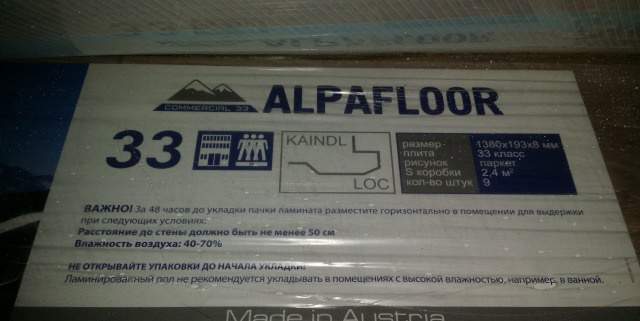 ALPAFLOOR
COMMERCIAL 33
ALPAFLOOR
33
KAINDL
LOC
размер- 1380x193x8 мм
плита 33 класс
рисунок паркет
S коробки 2,4 м²
кол-во штук 9
ВАЖНО! За 48 часов до укладки пачки ламината разместите горизонтально в помещении для выдержки
при следующих условиях:
Расстояние до стены должно быть не менее 50 см
Влажность воздуха: 40-70%
НЕ ОТКРЫВАЙТЕ УПАКОВКИ ДО НАЧАЛА УКЛАДКИ!
Ламинированный пол не рекомендуется укладывать в помещениях с высокой влажностью, например, в ванной.
Made in Austria